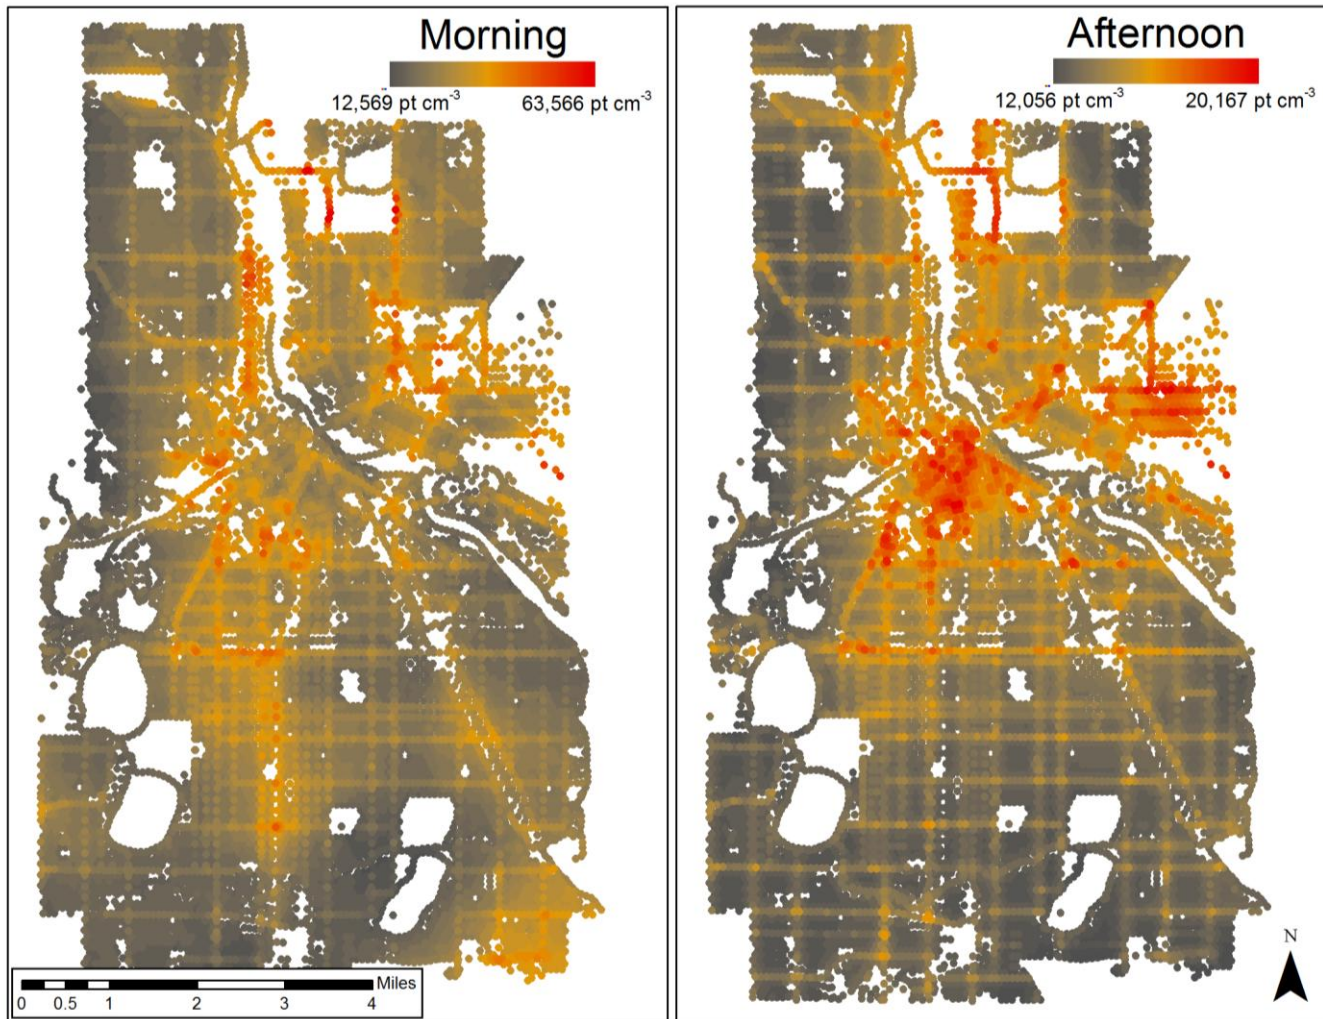 Morning
12,569 pt cm-3
63,566 pt cm-3
Afternoon
12,056 pt cm-3
20,167 pt cm-3
Miles
0 0.5 1 2 3 4
N